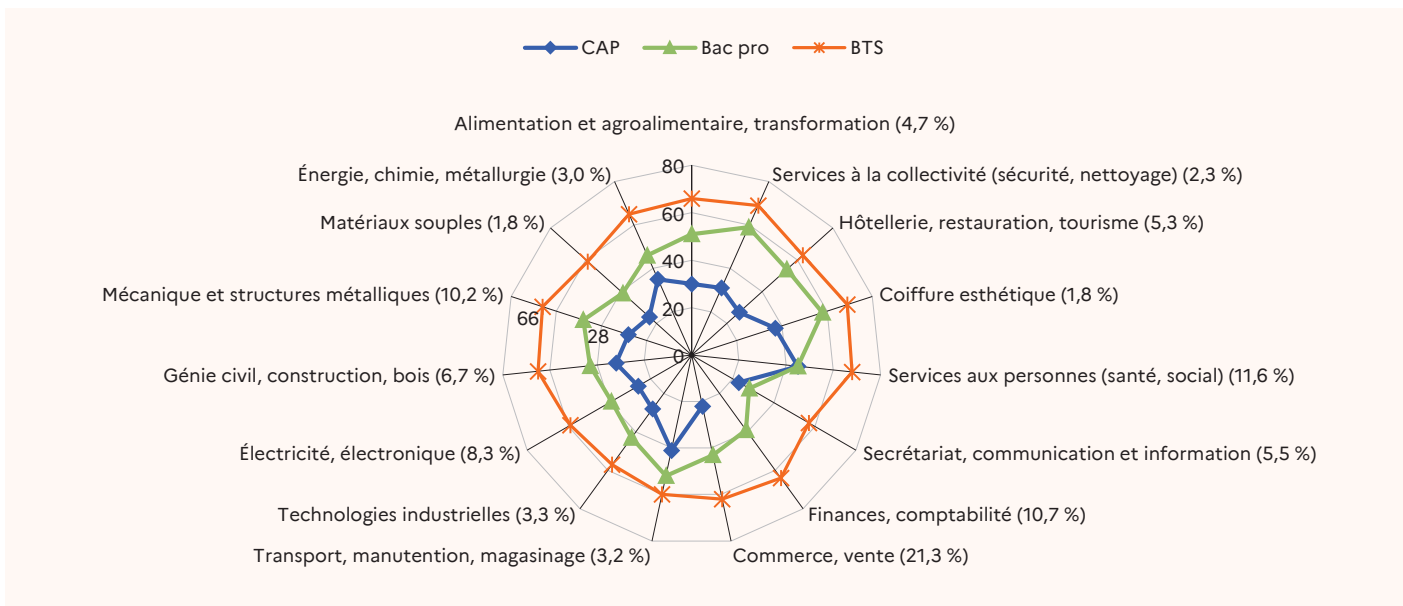 CAP Bac pro BTS
Alimentation et agroalimentaire, transformation (4,7 %)
Énergie, chimie, métallurgie (3,0 %)
80
Services à la collectivité (sécurité, nettoyage) (2,3 %)
Matériaux souples (1,8 %)
60
Hôtellerie, restauration, tourisme (5,3 %)
40
Mécanique et structures métalliques (10,2 %)
Coiffure esthétique (1,8 %)
66
20
28
0
Génie civil, construction, bois (6,7 %)
Services aux personnes (santé, social) (11,6 %)
Électricité, électronique (8,3 %)
Secrétariat, communication et information (5,5 %)
Technologies industrielles (3,3 %)
Finances, comptabilité (10,7 %)
Transport, manutention, magasinage (3,2 %)
Commerce, vente (21,3 %)